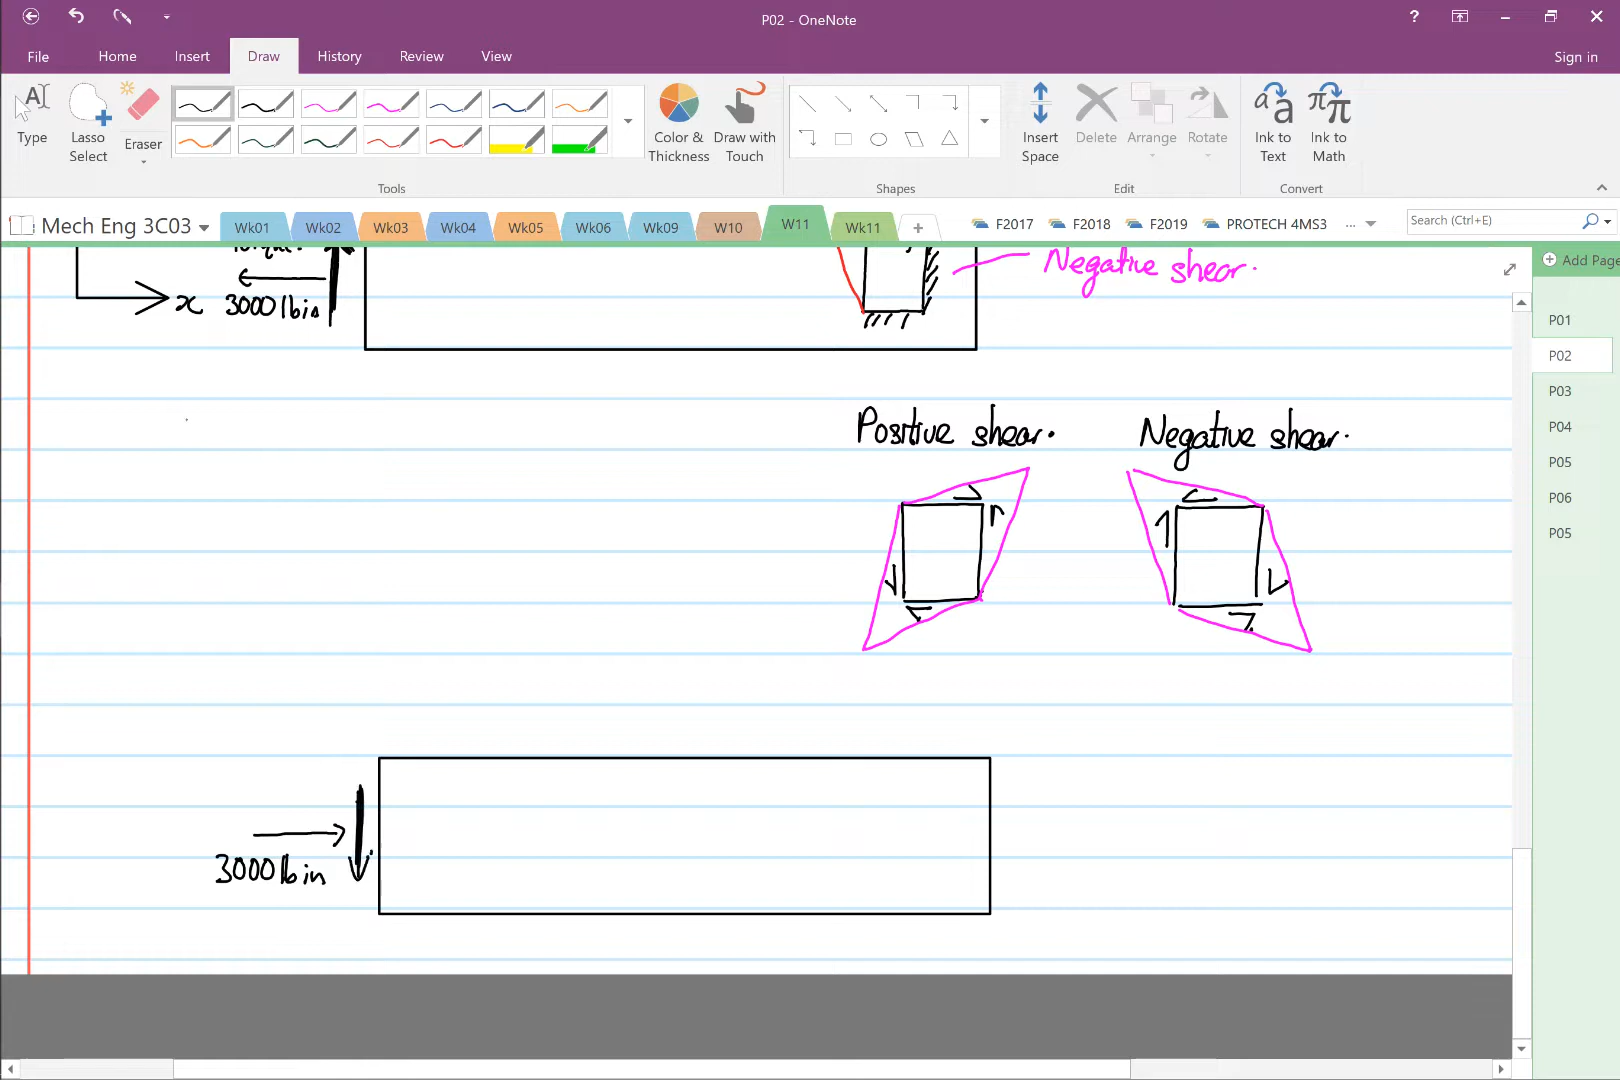 P02 - OneNote
?
File
Home
Insert
Draw
History
Review
View
Sign in
Type
Lasso Select
Eraser
Color & Thickness
Draw with Touch
Insert Space
Delete
Arrange
Rotate
Ink to Text
Ink to Math
Tools
Shapes
Edit
Convert
Mech Eng 3C03
Wk01
Wk02
Wk03
Wk04
Wk05
Wk06
Wk09
W10
W11
Wk11
+
F2017
F2018
F2019
PROTECH 4MS3
...
Search (Ctrl+E)
Add Page
P01
P02
P03
P04
P05
P06
P05
x
3000 lbin
Negative shear.
Positive shear.
Negative shear.
3000 lb in